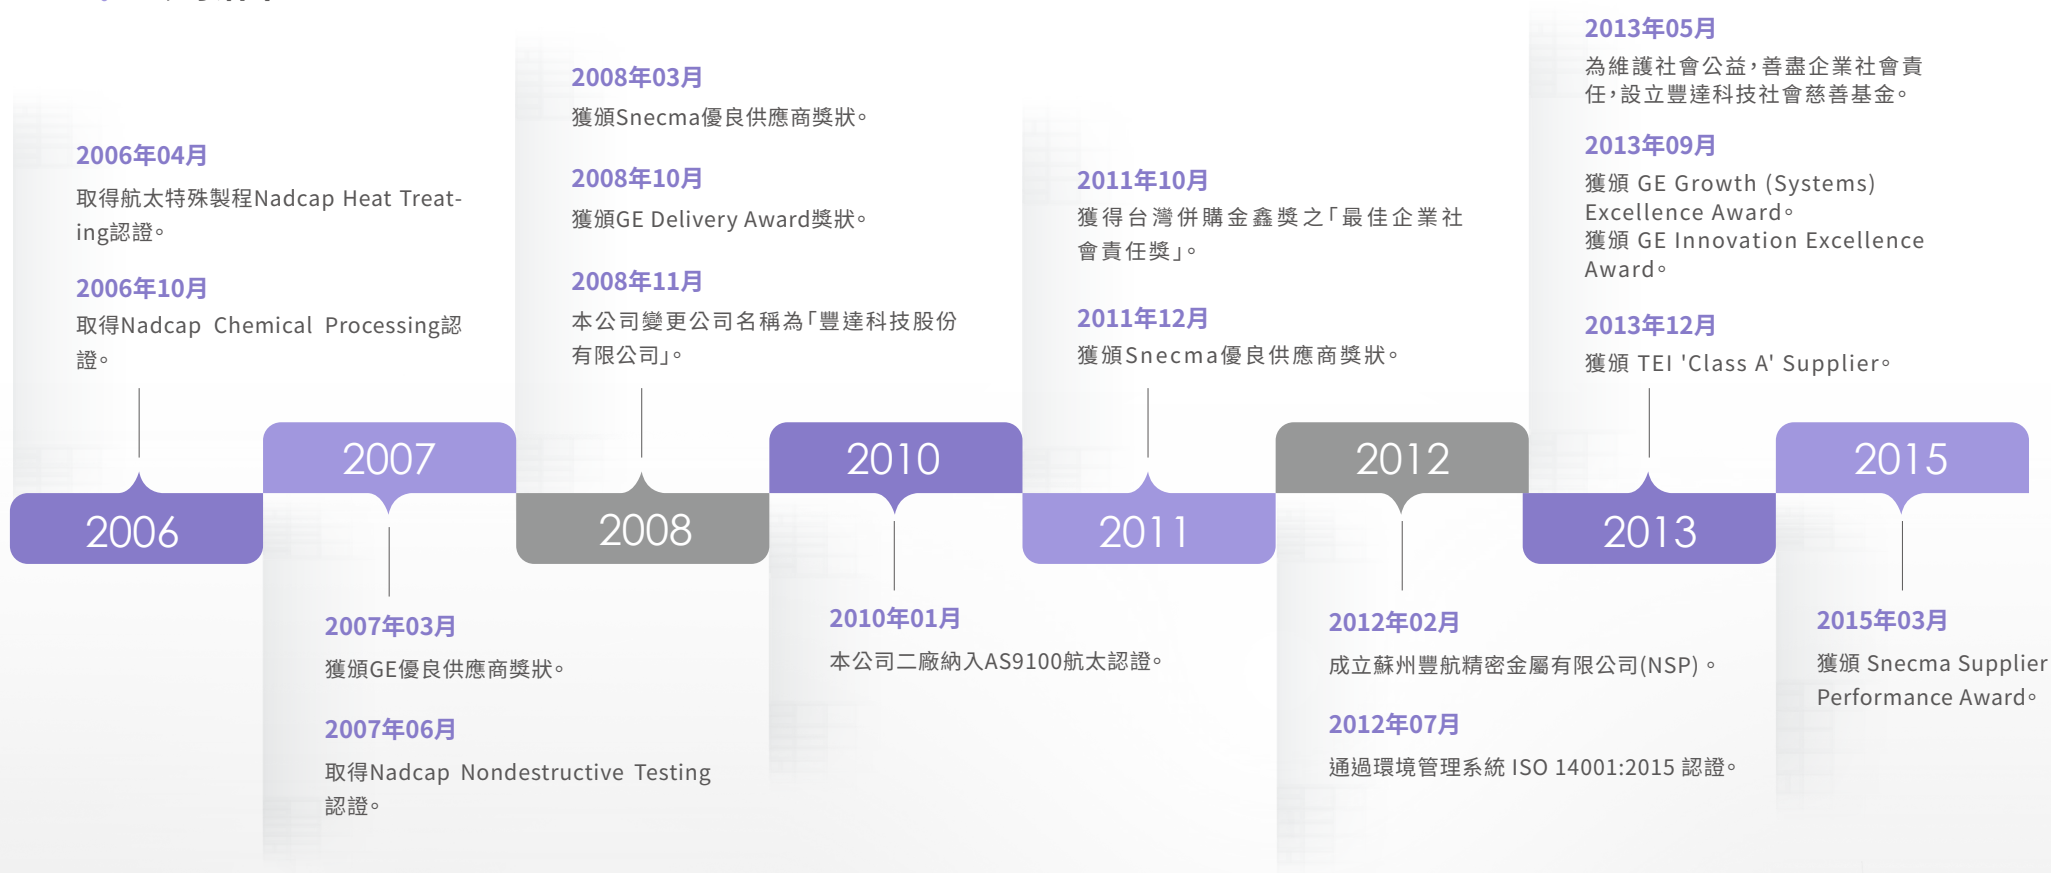 2006年04月
取得航太特殊製程Nadcap Heat Treat-
ing認證。
2006年10月
取得Nadcap Chemical Processing認
證。
2006
2007
2007年03月
獲頒GE優良供應商獎狀。
2007年06月
取得Nadcap Nondestructive Testing
認證。
2008年03月
獲頒Snecma優良供應商獎狀。
2008年10月
獲頒GE Delivery Award獎狀。
2008年11月
本公司變更公司名稱為「豐達科技股份
有限公司」。
2008
2010
2010年01月
本公司二廠納入AS9100航太認證。
2011年10月
獲得台灣併購金鑫獎之「最佳企業社
會責任獎」。
2011年12月
獲頒Snecma優良供應商獎狀。
2011
2012
2012年02月
成立蘇州豐航精密金屬有限公司(NSP) 。
2012年07月
通過環境管理系統 ISO 14001:2015 認證。
2013年05月
為維護社會公益，善盡企業社會責
任，設立豐達科技社會慈善基金。
2013年09月
獲頒 GE Growth (Systems)
Excellence Award。
獲頒 GE Innovation Excellence
Award。
2013年12月
獲頒 TEI 'Class A' Supplier。
2013
2015
2015年03月
獲頒 Snecma Supplier
Performance Award。